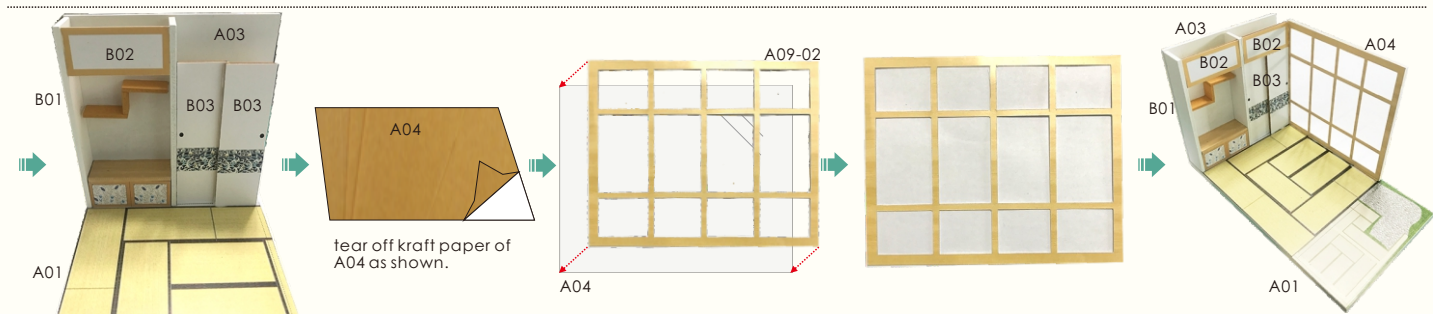 A03
B02
B01
B03
B03
A01
A04
tear off kraft paper of
A04 as shown.
A09-02
A04
A03
B02
B02
A04
B03
B01
A01